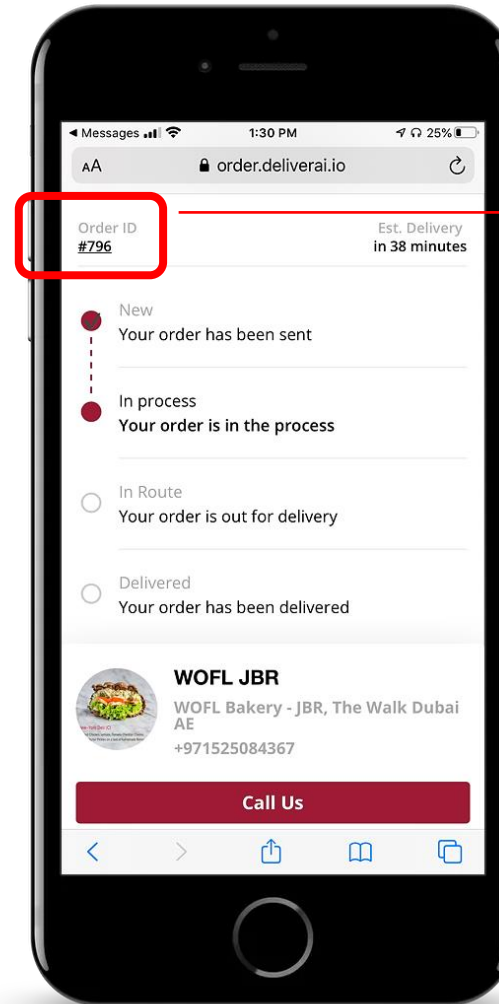 Messages 1:30 PM 25%
AA order.deliverai.io
Order ID Est. Delivery
#796 in 38 minutes
New
Your order has been sent
In process
Your order is in the process
In Route
Your order is out for delivery
Delivered
Your order has been delivered
WOFL JBR
WOFL Bakery - JBR, The Walk Dubai
AE
+971525084367
Call Us